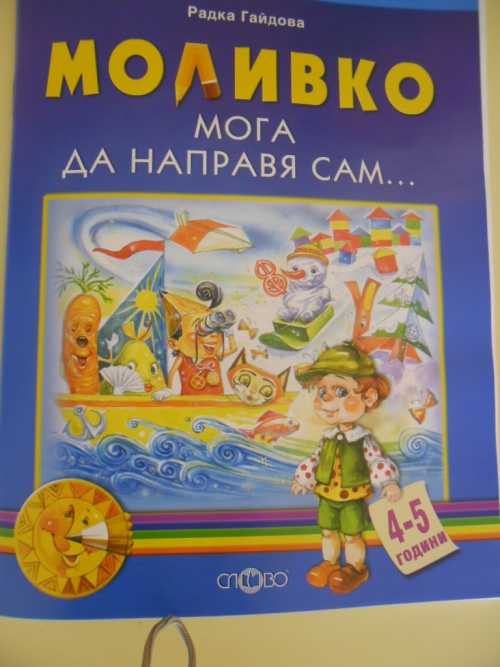 Радка Гайдова
МОЛИВКО
МОГА
ДА НАПРАВЯ САМ...
4-5
ГОДИНИ
СЛОВО